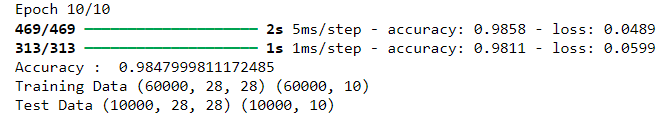 Epoch 10/10
469/469 ━━━━━━━━━━━━━━━━━━━━ 2s 5ms/step - accuracy: 0.9858 - loss: 0.0489
313/313 ━━━━━━━━━━━━━━━━━━━━ 1s 1ms/step - accuracy: 0.9811 - loss: 0.0599
Accuracy :  0.9847999811172485
Training Data (60000, 28, 28) (60000, 10)
Test Data (10000, 28, 28) (10000, 10)